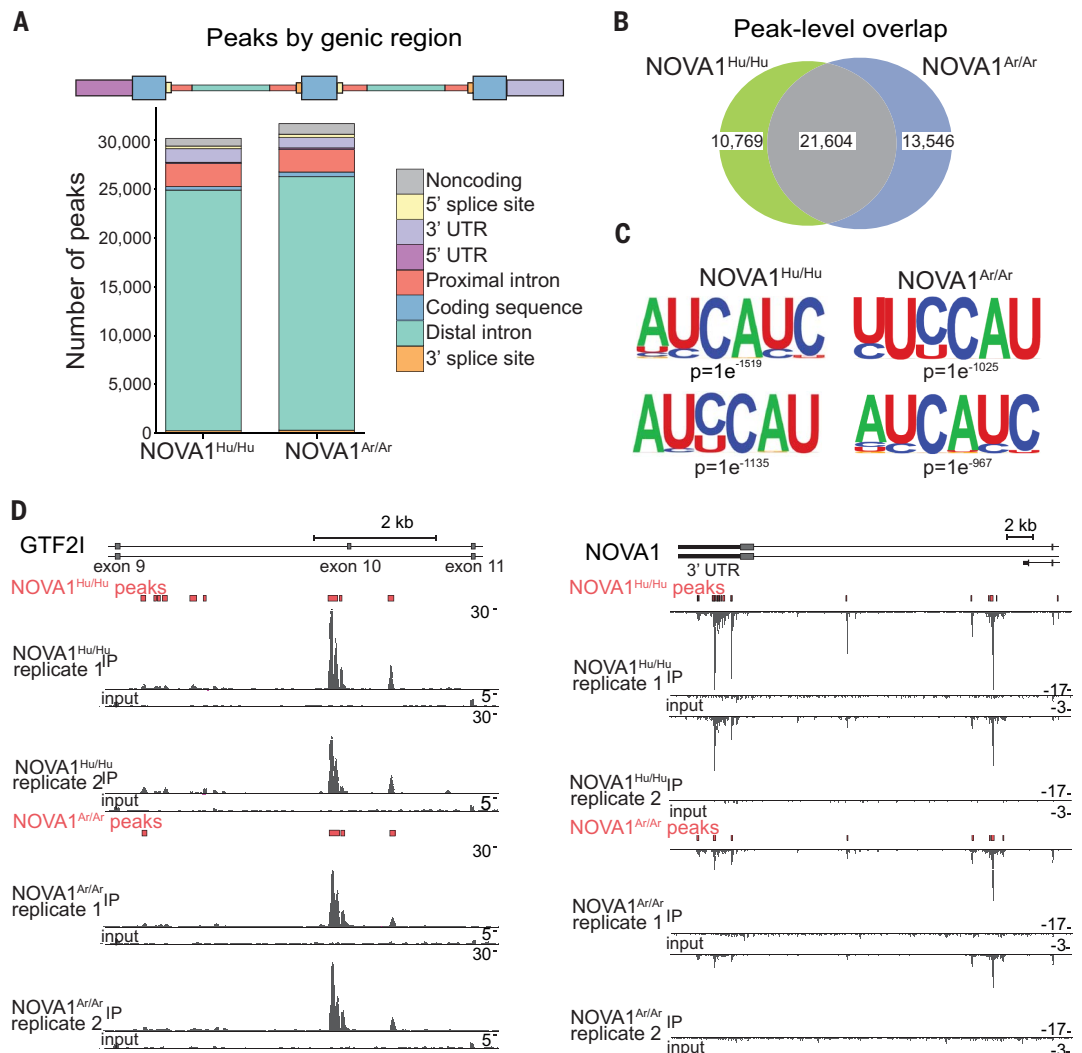 A
Peaks by genic region
Number of peaks
30,000
25,000
20,000
15,000
10,000
5,000
0
NOVA1Hu/Hu
NOVA1Ar/Ar
Noncoding
5' splice site
3' UTR
5' UTR
Proximal intron
Coding sequence
Distal intron
3' splice site
B
Peak-level overlap
NOVA1Hu/Hu
NOVA1Ar/Ar
10,769
21,604
13,546
C
NOVA1Hu/Hu
NOVA1Ar/Ar
AUCAUC
UCCU
p=1e-1519
UUCCAU
CU
p=1e-1025
AUCCAU
CU
p=1e-1135
AUCAUC
p=1e-967
D
2 kb
GTF2I
exon 9
exon 10
exon 11
NOVA1Hu/Hu peaks
30
NOVA1Hu/Hu IP
replicate 1
input
5
30
NOVA1Hu/Hu IP
replicate 2
input
5
NOVA1Ar/Ar peaks
30
NOVA1Ar/Ar IP
replicate 1
input
5
30
NOVA1Ar/Ar IP
replicate 2
input
5
2 kb
NOVA1
3' UTR
NOVA1Hu/Hu peaks
NOVA1Hu/Hu IP
replicate 1
-17
input
-3
NOVA1Hu/Hu IP
replicate 2
-17
input
-3
NOVA1Ar/Ar peaks
NOVA1Ar/Ar IP
replicate 1
-17
input
-3
NOVA1Ar/Ar IP
replicate 2
-17
input
-3